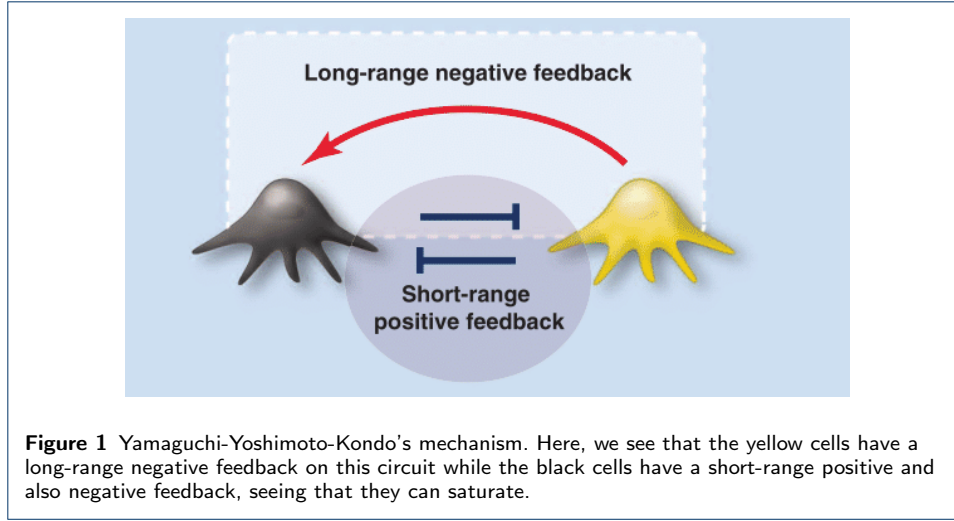 Long-range negative feedback
Short-range
positive feedback
Figure 1 Yamaguchi-Yoshimoto-Kondo's mechanism. Here, we see that the yellow cells have a
long-range negative feedback on this circuit while the black cells have a short-range positive and
also negative feedback, seeing that they can saturate.